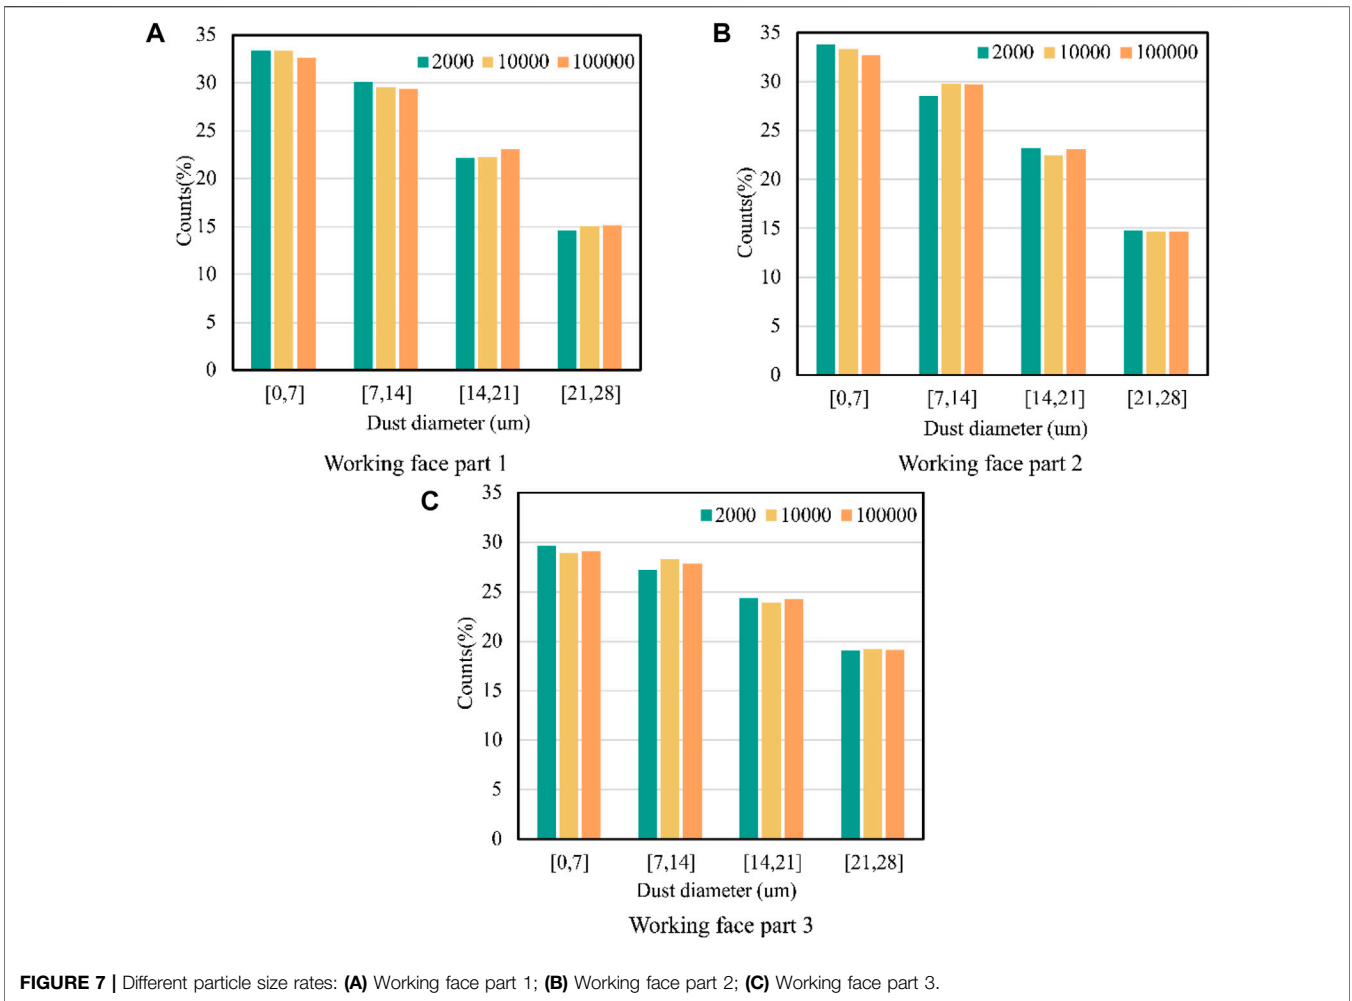 A
35
30
25
20
15
10
5
0
Counts(%)
2000 10000 100000
[0,7] [7,14] [14,21] [21,28]
Dust diameter (um)
Working face part 1
B
35
30
25
20
15
10
5
0
Counts(%)
2000 10000 100000
[0,7] [7,14] [14,21] [21,28]
Dust diameter (um)
Working face part 2
C
35
30
25
20
15
10
5
0
Counts(%)
2000 10000 100000
[0,7] [7,14] [14,21] [21,28]
Dust diameter (um)
Working face part 3
FIGURE 7 | Different particle size rates: (A) Working face part 1; (B) Working face part 2; (C) Working face part 3.